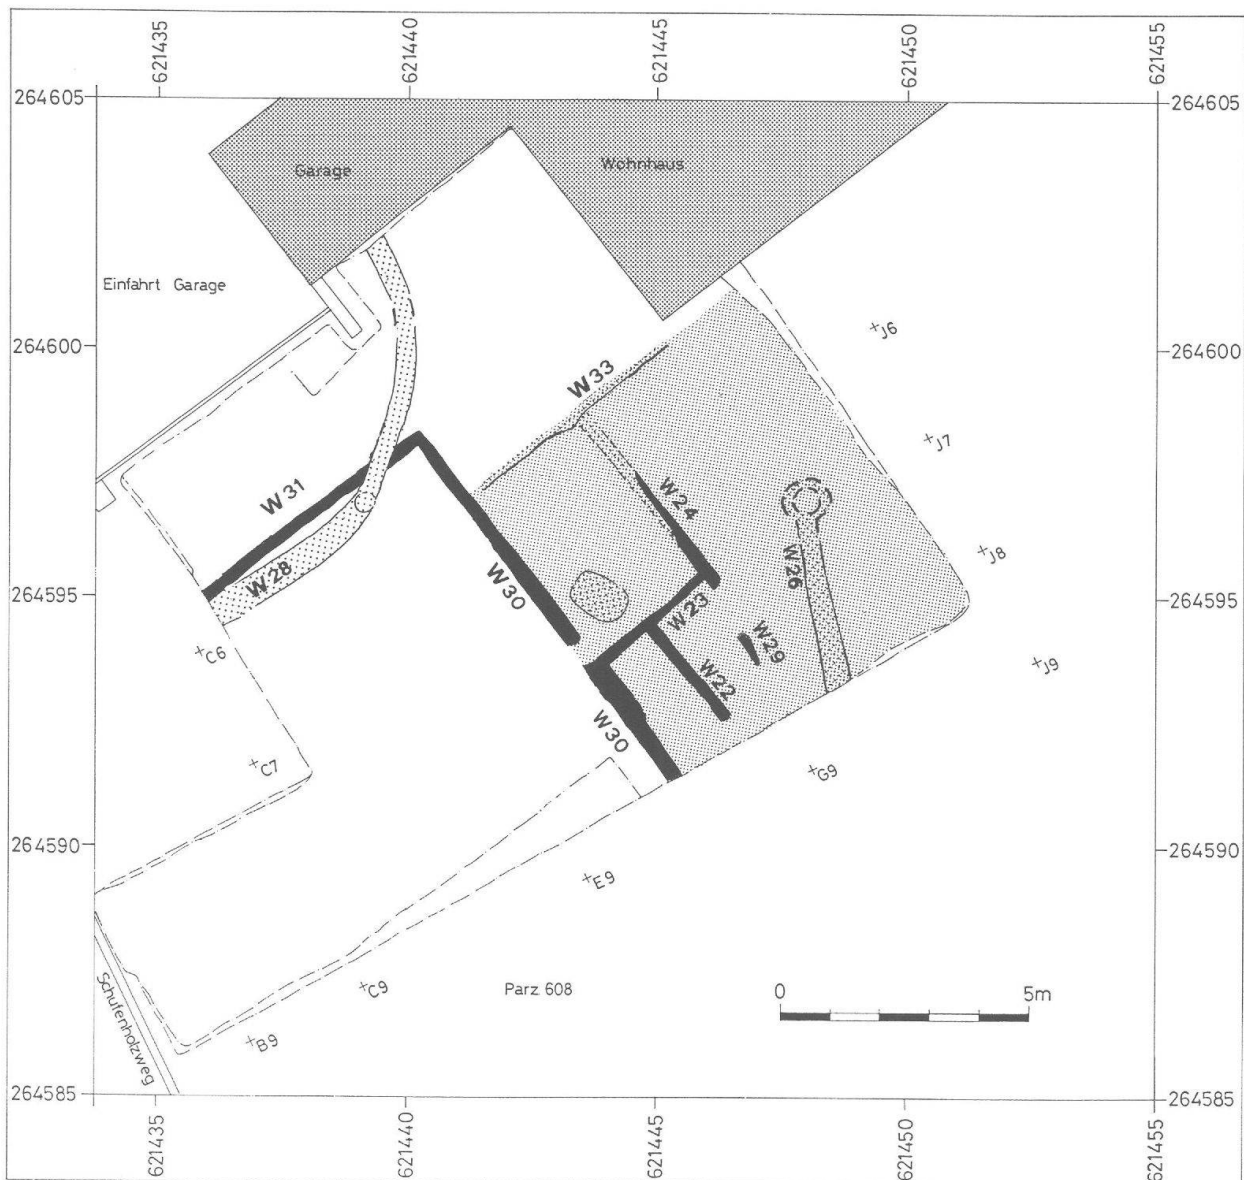 621435
621440
621445
621450
621455
264605
264605
Garage
Wohnhaus
Einfahrt Garage
+J6
264600
264600
W33
+J7
W31
W24
+J8
W28
W30
W26
264595
264595
W23
W29
+C6
+J9
W22
W30
+C7
+G9
264590
264590
+E9
Schufenholzweg
+C9
Parz 608
0
5m
+B9
264585
264585
621435
621440
621445
621450
621455